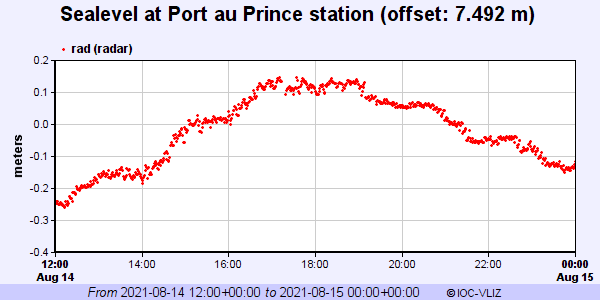 Sealevel at Port au Prince station (offset: 7.492 m)
rad (radar)
0.2
0.1
0.0
-0.1
-0.2
-0.3
-0.4
meters
12:00 14:00 16:00 18:00 20:00 22:00 00:00
Aug 14 Aug 15
From 2021-08-14 12:00+00:00 to 2021-08-15 00:00+00:00 ©IOC-VLIZ